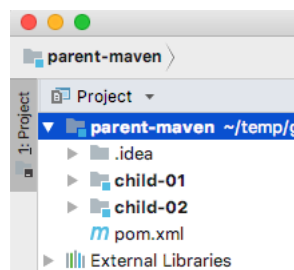 parent-maven
1: Project
Project
parent-maven ~/temp/g
.idea
child-01
child-02
m pom.xml
External Libraries